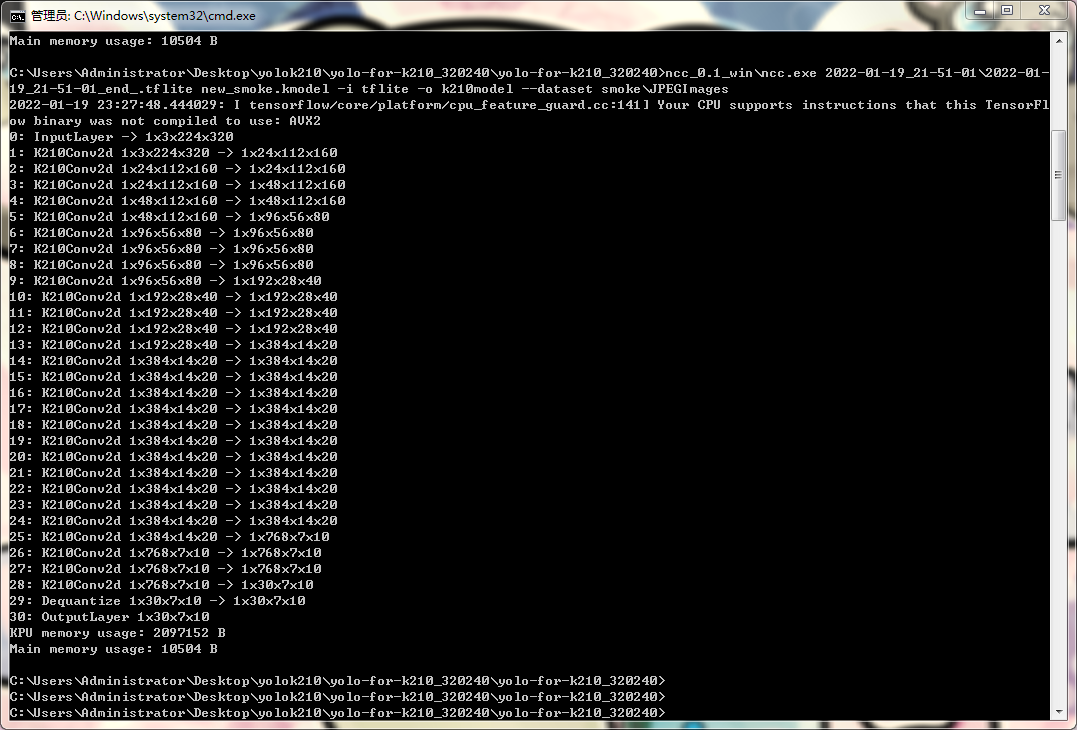 管理员: C:\Windows\system32\cmd.exe
Main memory usage: 10504 B
C:\Users\Administrator\Desktop\yolok210\yolo-for-k210_320240\yolo-for-k210_320240>ncc_0.1_win\ncc.exe 2022-01-19_21-51-01\2022-01-
19_21-51-01_end_.tflite new_smoke.kmodel -i tflite -o k210model --dataset smoke\JPEGImages
2022-01-19 23:27:48.444029: I tensorflow/core/platform/cpu_feature_guard.cc:141] Your CPU supports instructions that this TensorFl
ow binary was not compiled to use: AVX2
0: InputLayer -> 1x3x224x320
1: K210Conv2d 1x3x224x320 -> 1x24x112x160
2: K210Conv2d 1x24x112x160 -> 1x24x112x160
3: K210Conv2d 1x24x112x160 -> 1x48x112x160
4: K210Conv2d 1x48x112x160 -> 1x48x112x160
5: K210Conv2d 1x48x112x160 -> 1x96x56x80
6: K210Conv2d 1x96x56x80 -> 1x96x56x80
7: K210Conv2d 1x96x56x80 -> 1x96x56x80
8: K210Conv2d 1x96x56x80 -> 1x96x56x80
9: K210Conv2d 1x96x56x80 -> 1x192x28x40
10: K210Conv2d 1x192x28x40 -> 1x192x28x40
11: K210Conv2d 1x192x28x40 -> 1x192x28x40
12: K210Conv2d 1x192x28x40 -> 1x192x28x40
13: K210Conv2d 1x192x28x40 -> 1x384x14x20
14: K210Conv2d 1x384x14x20 -> 1x384x14x20
15: K210Conv2d 1x384x14x20 -> 1x384x14x20
16: K210Conv2d 1x384x14x20 -> 1x384x14x20
17: K210Conv2d 1x384x14x20 -> 1x384x14x20
18: K210Conv2d 1x384x14x20 -> 1x384x14x20
19: K210Conv2d 1x384x14x20 -> 1x384x14x20
20: K210Conv2d 1x384x14x20 -> 1x384x14x20
21: K210Conv2d 1x384x14x20 -> 1x384x14x20
22: K210Conv2d 1x384x14x20 -> 1x384x14x20
23: K210Conv2d 1x384x14x20 -> 1x384x14x20
24: K210Conv2d 1x384x14x20 -> 1x384x14x20
25: K210Conv2d 1x384x14x20 -> 1x768x7x10
26: K210Conv2d 1x768x7x10 -> 1x768x7x10
27: K210Conv2d 1x768x7x10 -> 1x768x7x10
28: K210Conv2d 1x768x7x10 -> 1x30x7x10
29: Dequantize 1x30x7x10 -> 1x30x7x10
30: OutputLayer 1x30x7x10
KPU memory usage: 2097152 B
Main memory usage: 10504 B
C:\Users\Administrator\Desktop\yolok210\yolo-for-k210_320240\yolo-for-k210_320240>
C:\Users\Administrator\Desktop\yolok210\yolo-for-k210_320240\yolo-for-k210_320240>
C:\Users\Administrator\Desktop\yolok210\yolo-for-k210_320240\yolo-for-k210_320240>